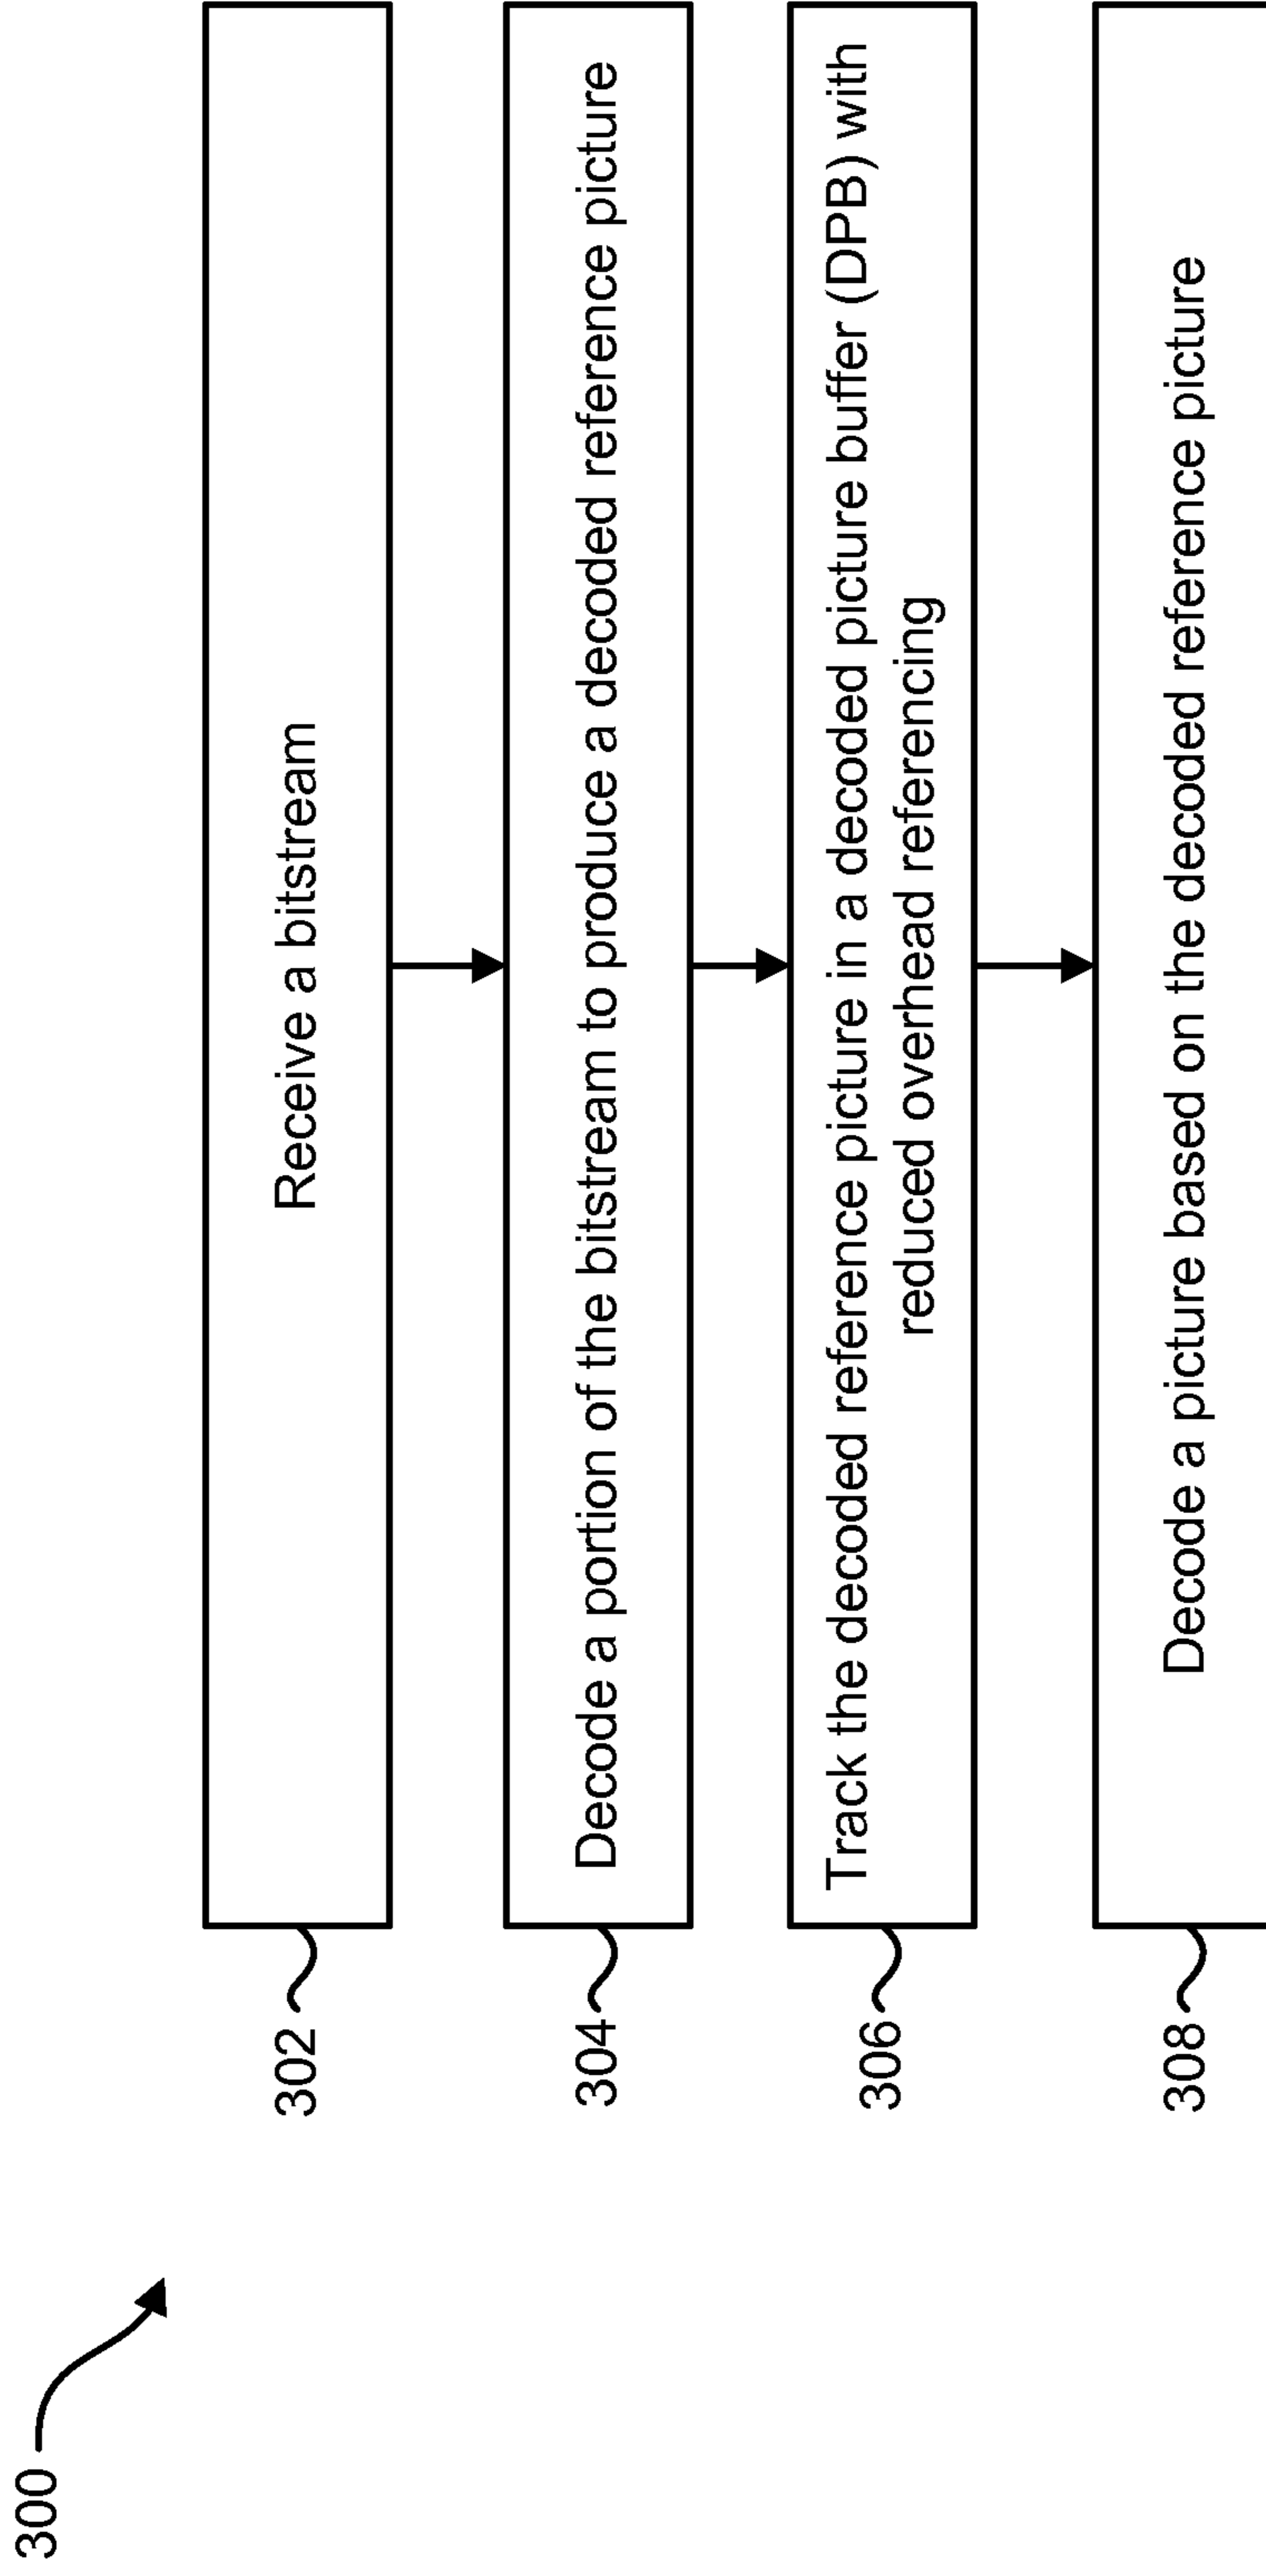 300
302
Receive a bitstream
304
Decode a portion of the bitstream to produce a decoded reference picture
306
Track the decoded reference picture in a decoded picture buffer (DPB) with
reduced overhead referencing
308
Decode a picture based on the decoded reference picture